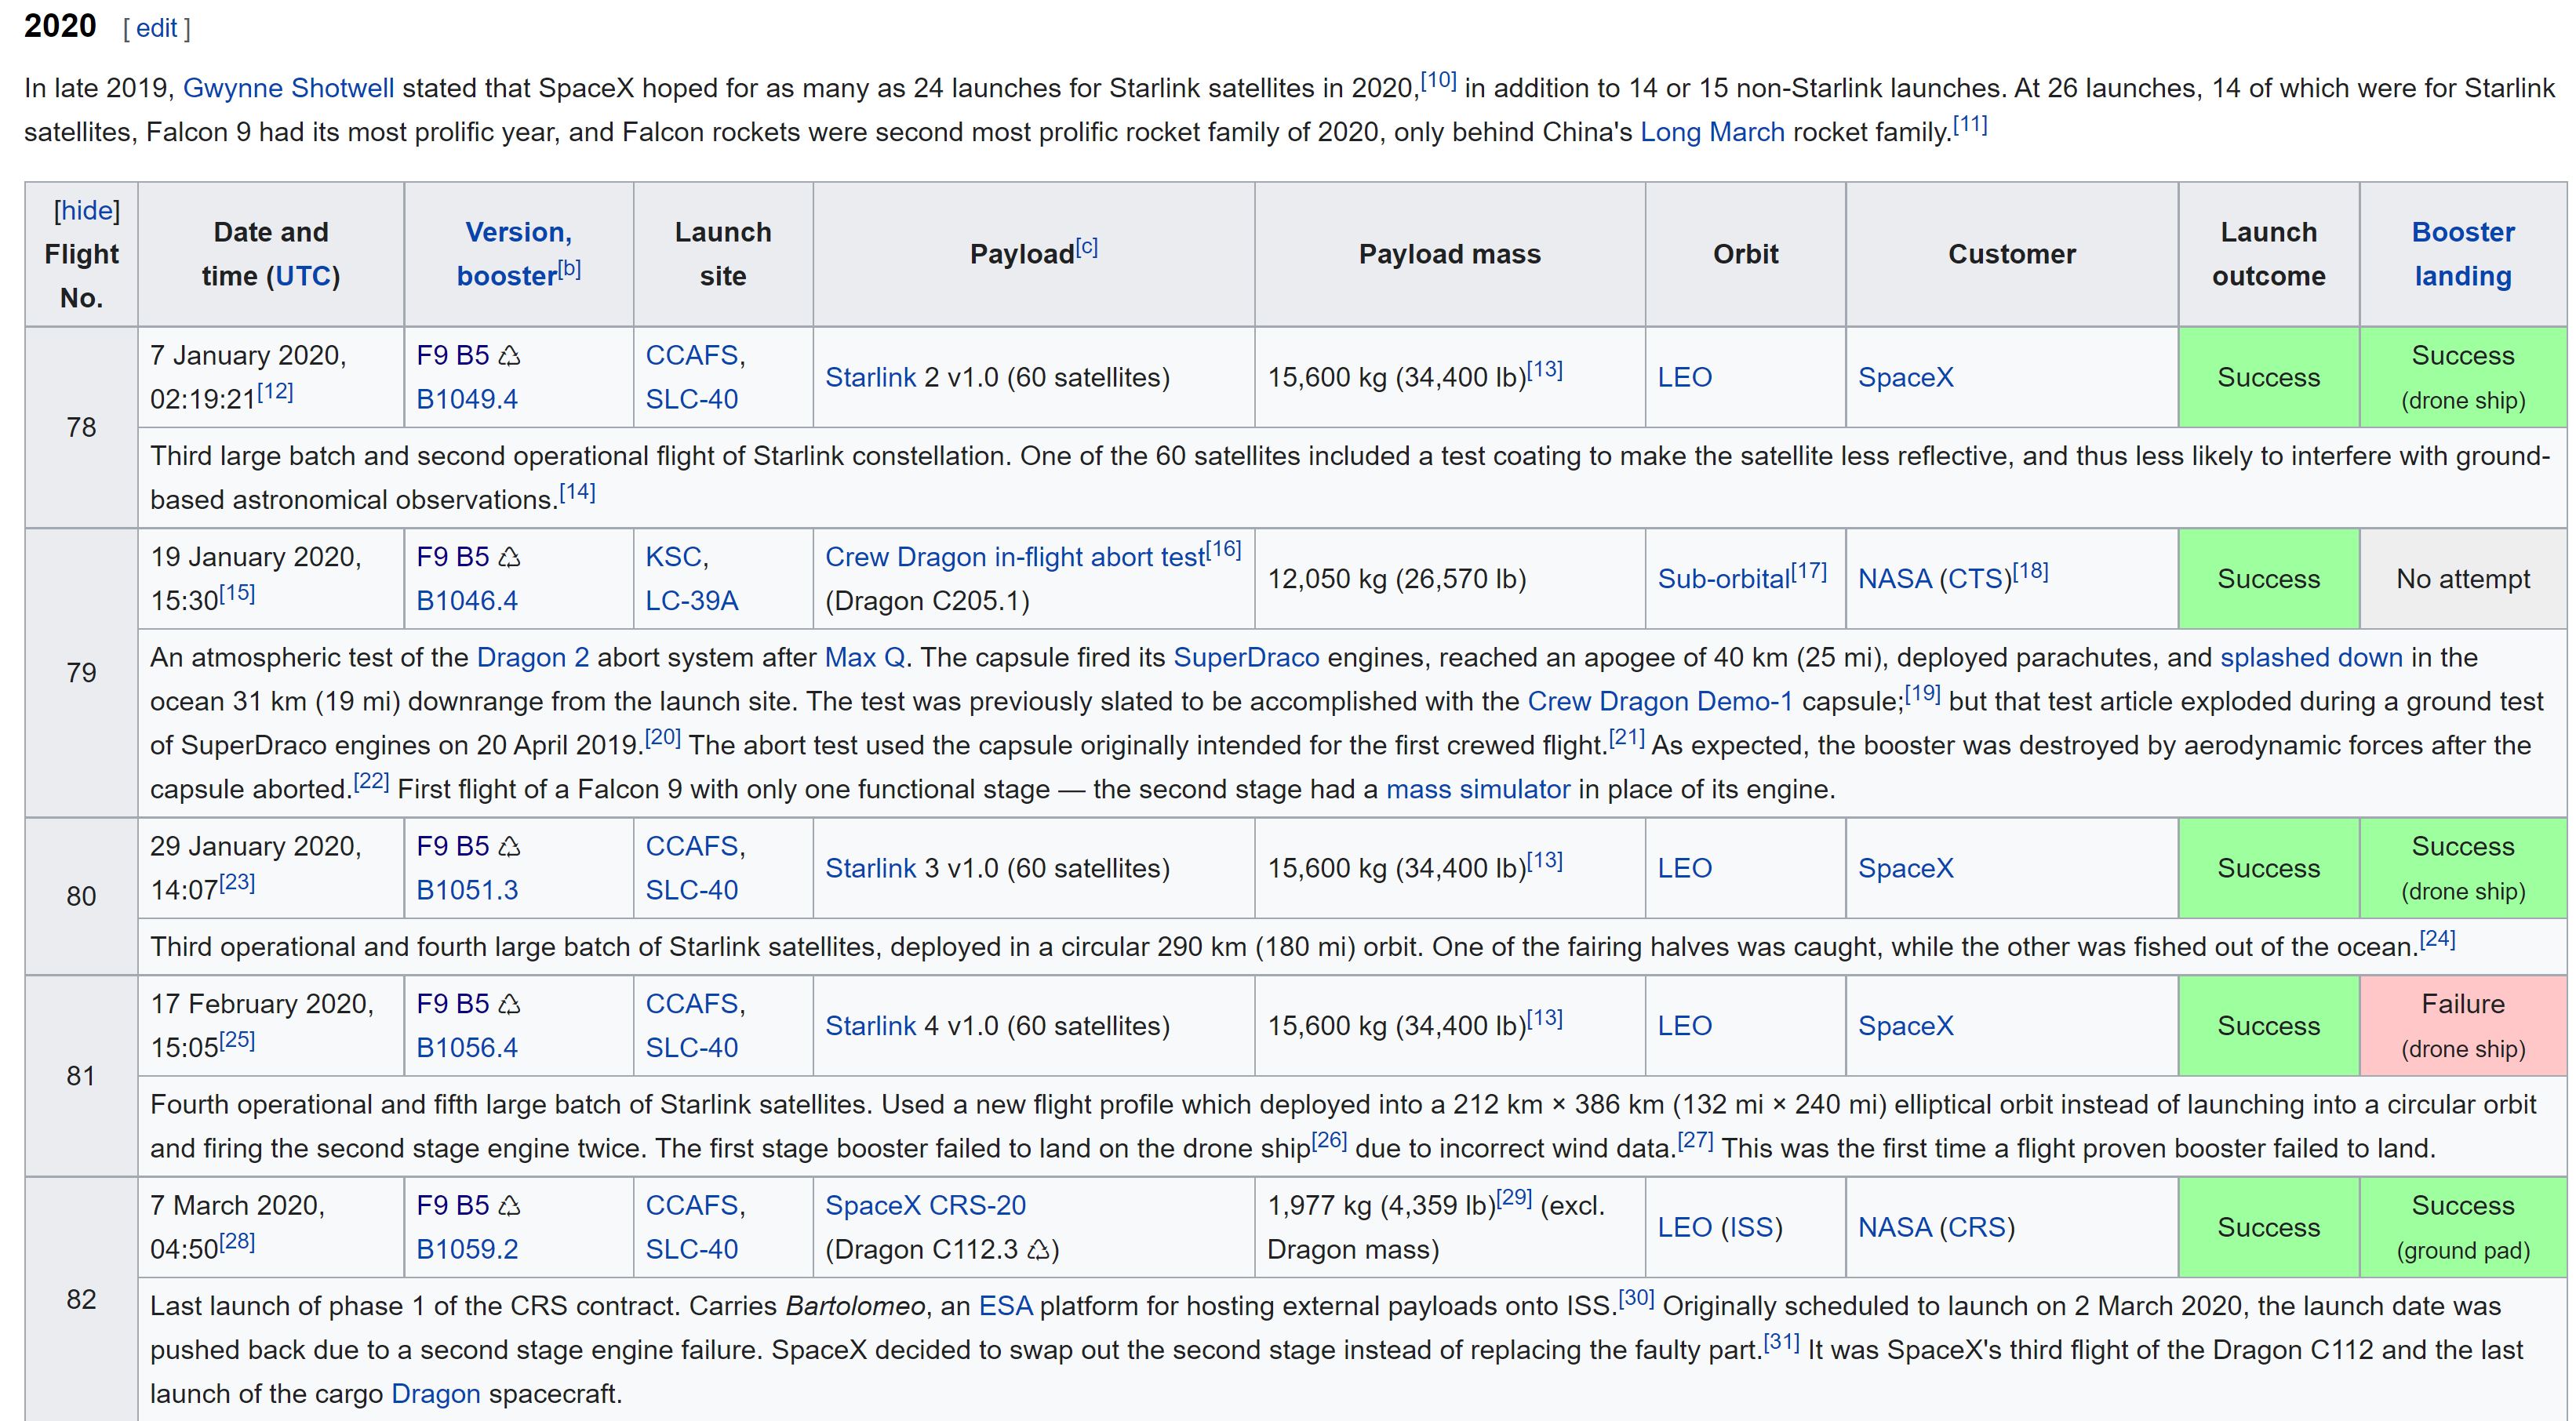 2020 [ edit ]
In late 2019, Gwynne Shotwell stated that SpaceX hoped for as many as 24 launches for Starlink satellites in 2020,[10] in addition to 14 or 15 non-Starlink launches. At 26 launches, 14 of which were for Starlink
satellites, Falcon 9 had its most prolific year, and Falcon rockets were second most prolific rocket family of 2020, only behind China's Long March rocket family.[11]
[hide]
Flight
No.
Date and
time (UTC)
Version,
booster[b]
Launch
site
Payload[c]
Payload mass
Orbit
Customer
Launch
outcome
Booster
landing
78
7 January 2020,
02:19:21[12]
F9 B5 ♺
B1049.4
CCAFS,
SLC-40
Starlink 2 v1.0 (60 satellites)
15,600 kg (34,400 lb)[13]
LEO
SpaceX
Success
Success
(drone ship)
Third large batch and second operational flight of Starlink constellation. One of the 60 satellites included a test coating to make the satellite less reflective, and thus less likely to interfere with ground-
based astronomical observations.[14]
79
19 January 2020,
15:30[15]
F9 B5 ♺
B1046.4
KSC,
LC-39A
Crew Dragon in-flight abort test[16]
(Dragon C205.1)
12,050 kg (26,570 lb)
Sub-orbital[17]
NASA (CTS)[18]
Success
No attempt
An atmospheric test of the Dragon 2 abort system after Max Q. The capsule fired its SuperDraco engines, reached an apogee of 40 km (25 mi), deployed parachutes, and splashed down in the
ocean 31 km (19 mi) downrange from the launch site. The test was previously slated to be accomplished with the Crew Dragon Demo-1 capsule;[19] but that test article exploded during a ground test
of SuperDraco engines on 20 April 2019.[20] The abort test used the capsule originally intended for the first crewed flight.[21] As expected, the booster was destroyed by aerodynamic forces after the
capsule aborted.[22] First flight of a Falcon 9 with only one functional stage — the second stage had a mass simulator in place of its engine.
80
29 January 2020,
14:07[23]
F9 B5 ♺
B1051.3
CCAFS,
SLC-40
Starlink 3 v1.0 (60 satellites)
15,600 kg (34,400 lb)[13]
LEO
SpaceX
Success
Success
(drone ship)
Third operational and fourth large batch of Starlink satellites, deployed in a circular 290 km (180 mi) orbit. One of the fairing halves was caught, while the other was fished out of the ocean.[24]
81
17 February 2020,
15:05[25]
F9 B5 ♺
B1056.4
CCAFS,
SLC-40
Starlink 4 v1.0 (60 satellites)
15,600 kg (34,400 lb)[13]
LEO
SpaceX
Success
Failure
(drone ship)
Fourth operational and fifth large batch of Starlink satellites. Used a new flight profile which deployed into a 212 km × 386 km (132 mi × 240 mi) elliptical orbit instead of launching into a circular orbit
and firing the second stage engine twice. The first stage booster failed to land on the drone ship[26] due to incorrect wind data.[27] This was the first time a flight proven booster failed to land.
82
7 March 2020,
04:50[28]
F9 B5 ♺
B1059.2
CCAFS,
SLC-40
SpaceX CRS-20
(Dragon C112.3 ♺)
1,977 kg (4,359 lb)[29] (excl.
Dragon mass)
LEO (ISS)
NASA (CRS)
Success
Success
(ground pad)
Last launch of phase 1 of the CRS contract. Carries Bartolomeo, an ESA platform for hosting external payloads onto ISS.[30] Originally scheduled to launch on 2 March 2020, the launch date was
pushed back due to a second stage engine failure. SpaceX decided to swap out the second stage instead of replacing the faulty part.[31] It was SpaceX's third flight of the Dragon C112 and the last
launch of the cargo Dragon spacecraft.